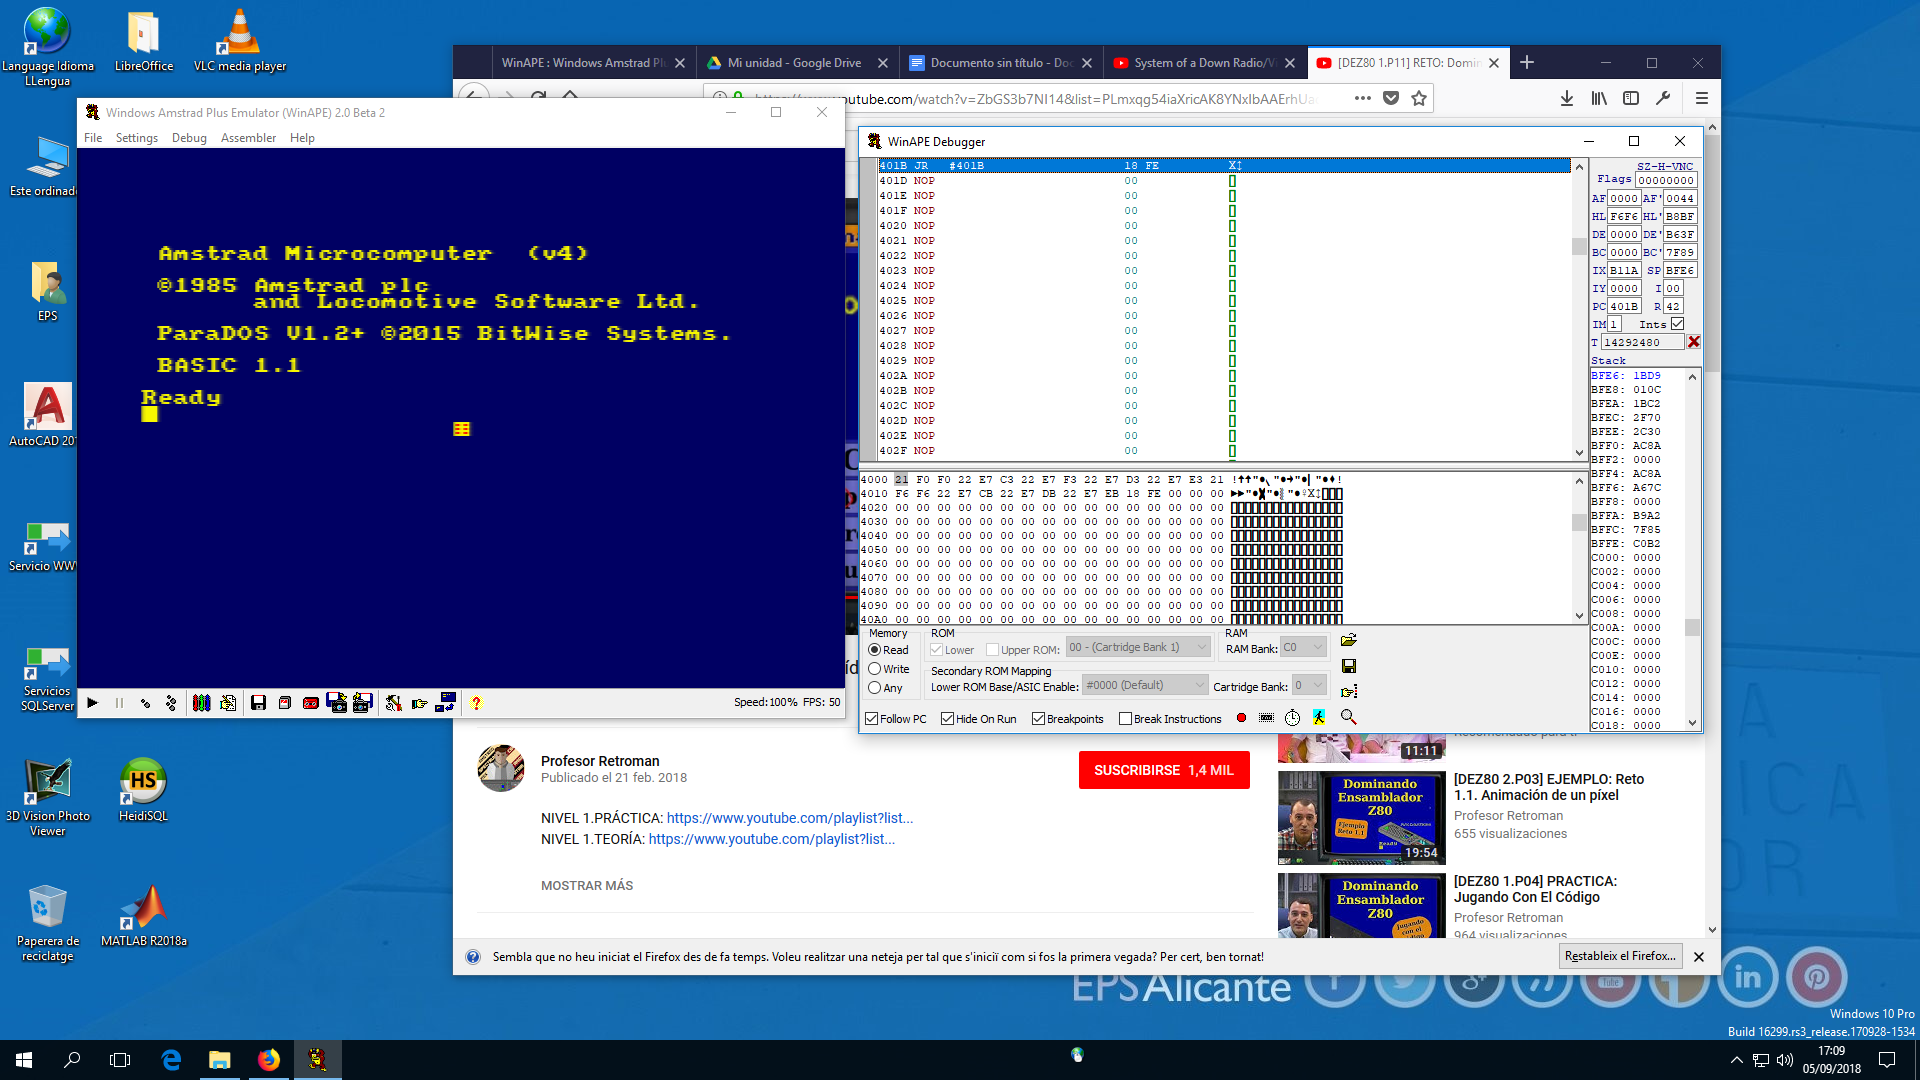 Language Idioma
LLengua
LibreOffice
VLC media player
Este ordinado
EPS
AutoCAD 201
Servicio WWW
Servicios
SQLServer
3D Vision Photo
Viewer
HeidiSQL
Paperera de
reciclatge
MATLAB R2018a
WinAPE : Windows Amstrad Plu
Mi unidad - Google Drive
Documento sin título - Doc
System of a Down Radio/Vi
[DEZ80 1.P11] RETO: Domin
https://www.youtube.com/watch?v=ZbGS3b7NI14&list=PLmxqg54iaXricAK8YNxIbAAErhUa
Windows Amstrad Plus Emulator (WinAPE) 2.0 Beta 2
File Settings Debug Assembler Help
Amstrad Microcomputer (v4)
©1985 Amstrad plc
and Locomotive Software Ltd.
ParaDOS V1.2+ ©2015 BitWise Systems.
BASIC 1.1
Ready
Speed:100% FPS: 50
WinAPE Debugger
401B JR #401B 18 FE X↕
401D NOP 00
401E NOP 00
401F NOP 00
4020 NOP 00
4021 NOP 00
4022 NOP 00
4023 NOP 00
4024 NOP 00
4025 NOP 00
4026 NOP 00
4027 NOP 00
4028 NOP 00
4029 NOP 00
402A NOP 00
402B NOP 00
402C NOP 00
402D NOP 00
402E NOP 00
402F NOP 00
4000 21 F0 F0 22 E7 C3 22 E7 F3 22 E7 D3 22 E7 E3 21
4010 F6 F6 22 E7 CB 22 E7 DB 22 E7 EB 18 FE 00 00 00
4020 00 00 00 00 00 00 00 00 00 00 00 00 00 00 00 00
4030 00 00 00 00 00 00 00 00 00 00 00 00 00 00 00 00
4040 00 00 00 00 00 00 00 00 00 00 00 00 00 00 00 00
4050 00 00 00 00 00 00 00 00 00 00 00 00 00 00 00 00
4060 00 00 00 00 00 00 00 00 00 00 00 00 00 00 00 00
4070 00 00 00 00 00 00 00 00 00 00 00 00 00 00 00 00
4080 00 00 00 00 00 00 00 00 00 00 00 00 00 00 00 00
4090 00 00 00 00 00 00 00 00 00 00 00 00 00 00 00 00
40A0 00 00 00 00 00 00 00 00 00 00 00 00 00 00 00 00
SZ-H-VNC
Flags 00000000
AF 0000 AF' 0044
HL F6F6 HL' B8BF
DE 0000 DE' B63F
BC 0000 BC' 7F89
IX B11A SP BFE6
IY 0000 I 00
PC 401B R 42
IM 1 Ints
T 14292480
Stack
BFE6: 1BD9
BFE8: 010C
BFEA: 1BC2
BFEC: 2F70
BFEE: 2C30
BFF0: AC8A
BFF2: 0000
BFF4: AC8A
BFF6: A67C
BFF8: 0000
BFFA: B9A2
BFFC: 7F85
BFFE: C0B2
C000: 0000
C002: 0000
C004: 0000
C006: 0000
C008: 0000
C00A: 0000
C00C: 0000
C00E: 0000
C010: 0000
C012: 0000
C014: 0000
C016: 0000
C018: 0000
Memory
Read
Write
Any
ROM
Lower Upper ROM: 00 - (Cartridge Bank 1)
RAM
RAM Bank: C0
Secondary ROM Mapping
Lower ROM Base/ASIC Enable: #0000 (Default) Cartridge Bank: 0
Follow PC Hide On Run Breakpoints Break Instructions
Profesor Retroman
Publicado el 21 feb. 2018
SUSCRIBIRSE 1,4 MIL
NIVEL 1.PRÁCTICA: https://www.youtube.com/playlist?list...
NIVEL 1.TEORÍA: https://www.youtube.com/playlist?list...
MOSTRAR MÁS
11:11
Recomendado para ti
Dominando
Ensamblador
Z80
Ejemplo
Reto 1.1
19:54
[DEZ80 2.P03] EJEMPLO: Reto
1.1. Animación de un píxel
Profesor Retroman
655 visualizaciones
Dominando
Ensamblador
Z80
Jugando
con el
[DEZ80 1.P04] PRACTICA:
Jugando Con El Código
Profesor Retroman
964 visualizaciones
Sembla que no heu iniciat el Firefox des de fa temps. Voleu realitzar una neteja per tal que s'iniciï com si fos la primera vegada? Per cert, ben tornat!
Restableix el Firefox...
EPS Alicante
Windows 10 Pro
Build 16299.rs3_release.170928-1534
17:09
05/09/2018